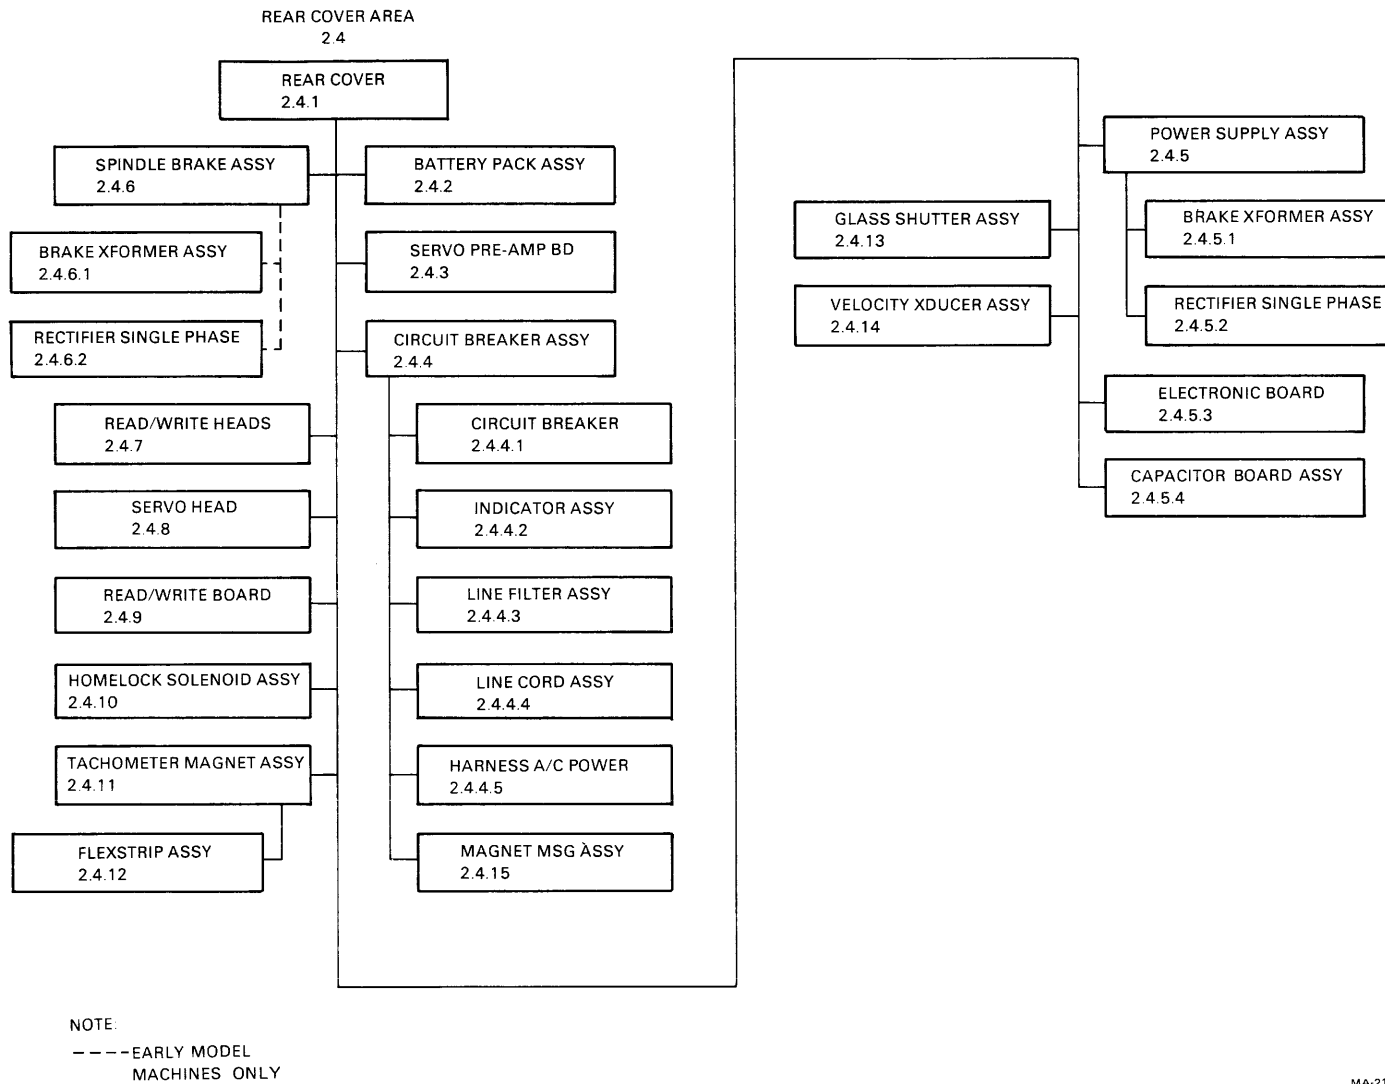 REAR COVER AREA
2.4
REAR COVER
2.4.1
SPINDLE BRAKE ASSY
2.4.6
BATTERY PACK ASSY
2.4.2
BRAKE XFORMER ASSY
2.4.6.1
SERVO PRE-AMP BD
2.4.3
RECTIFIER SINGLE PHASE
2.4.6.2
CIRCUIT BREAKER ASSY
2.4.4
READ/WRITE HEADS
2.4.7
CIRCUIT BREAKER
2.4.4.1
SERVO HEAD
2.4.8
INDICATOR ASSY
2.4.4.2
READ/WRITE BOARD
2.4.9
LINE FILTER ASSY
2.4.4.3
HOMELOCK SOLENOID ASSY
2.4.10
LINE CORD ASSY
2.4.4.4
TACHOMETER MAGNET ASSY
2.4.11
HARNESS A/C POWER
2.4.4.5
FLEXSTRIP ASSY
2.4.12
MAGNET MSG ASSY
2.4.15
POWER SUPPLY ASSY
2.4.5
GLASS SHUTTER ASSY
2.4.13
BRAKE XFORMER ASSY
2.4.5.1
VELOCITY XDUCER ASSY
2.4.14
RECTIFIER SINGLE PHASE
2.4.5.2
ELECTRONIC BOARD
2.4.5.3
CAPACITOR BOARD ASSY
2.4.5.4
NOTE:
----EARLY MODEL
MACHINES ONLY